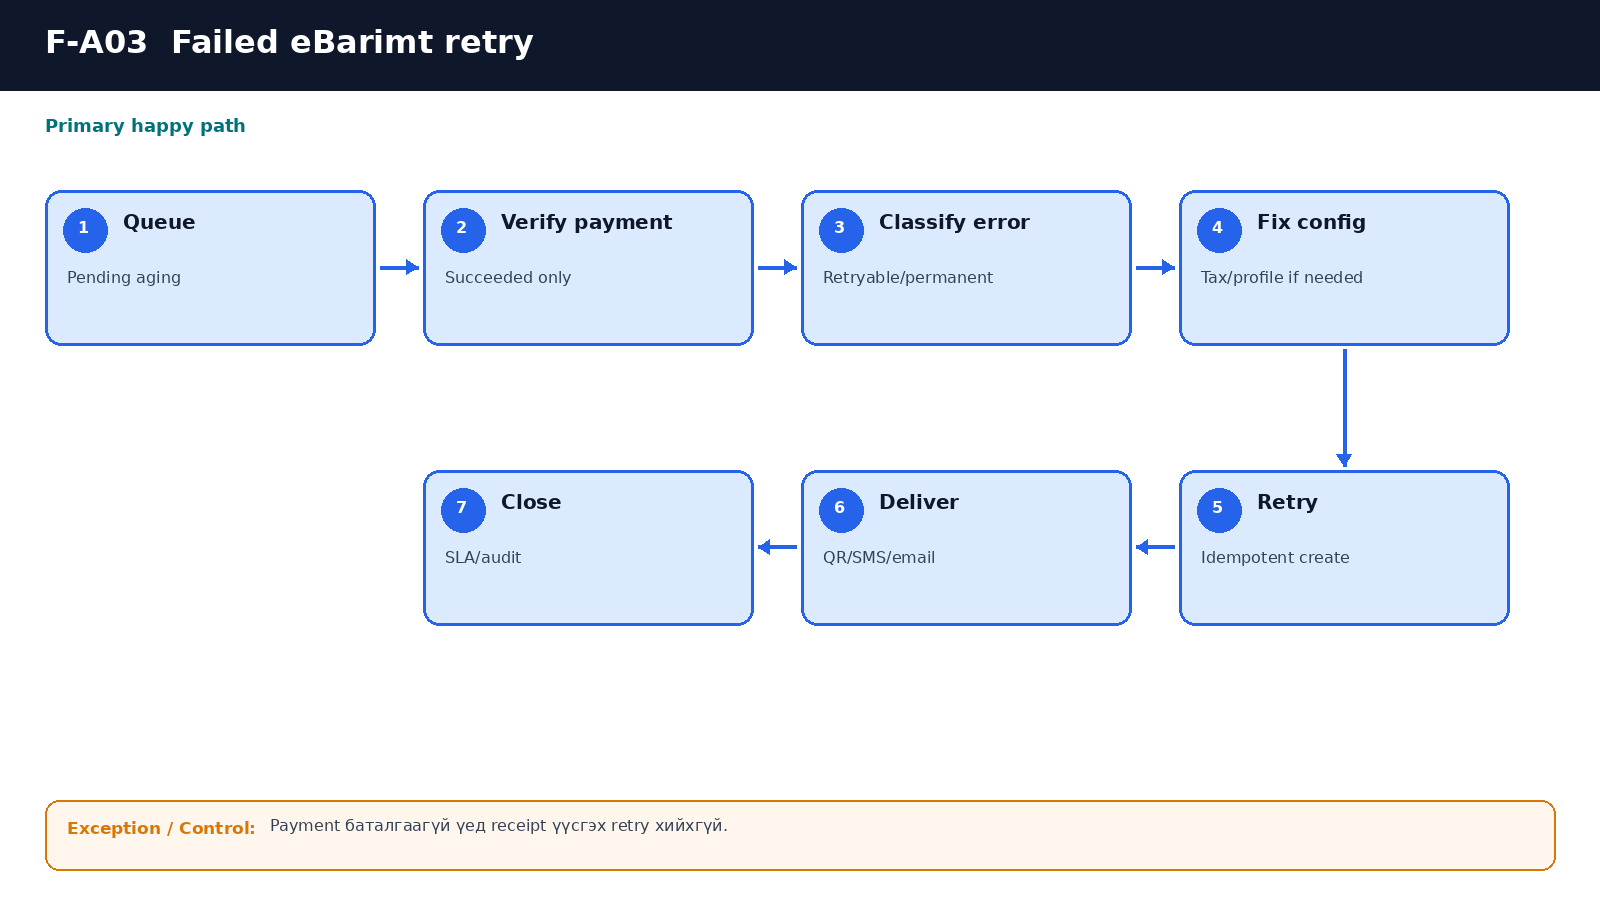 F-A03  Failed eBarimt retry
Primary happy path
1 Queue
Pending aging
2 Verify payment
Succeeded only
3 Classify error
Retryable/permanent
4 Fix config
Tax/profile if needed
5 Retry
Idempotent create
6 Deliver
QR/SMS/email
7 Close
SLA/audit
Exception / Control: Payment баталгаагүй үед receipt үүсгэх retry хийхгүй.